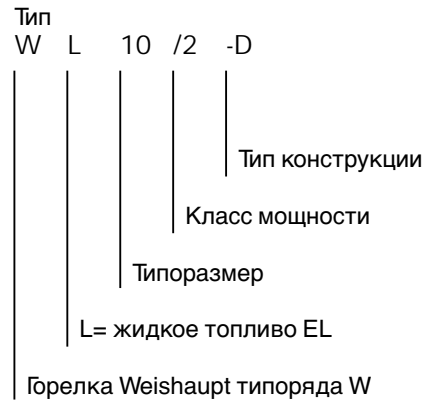 Тип
W L 10 /2 -D
Тип конструкции
Класс мощности
Типоразмер
L= жидкое топливо EL
Горелка Weishaupt типоряда W